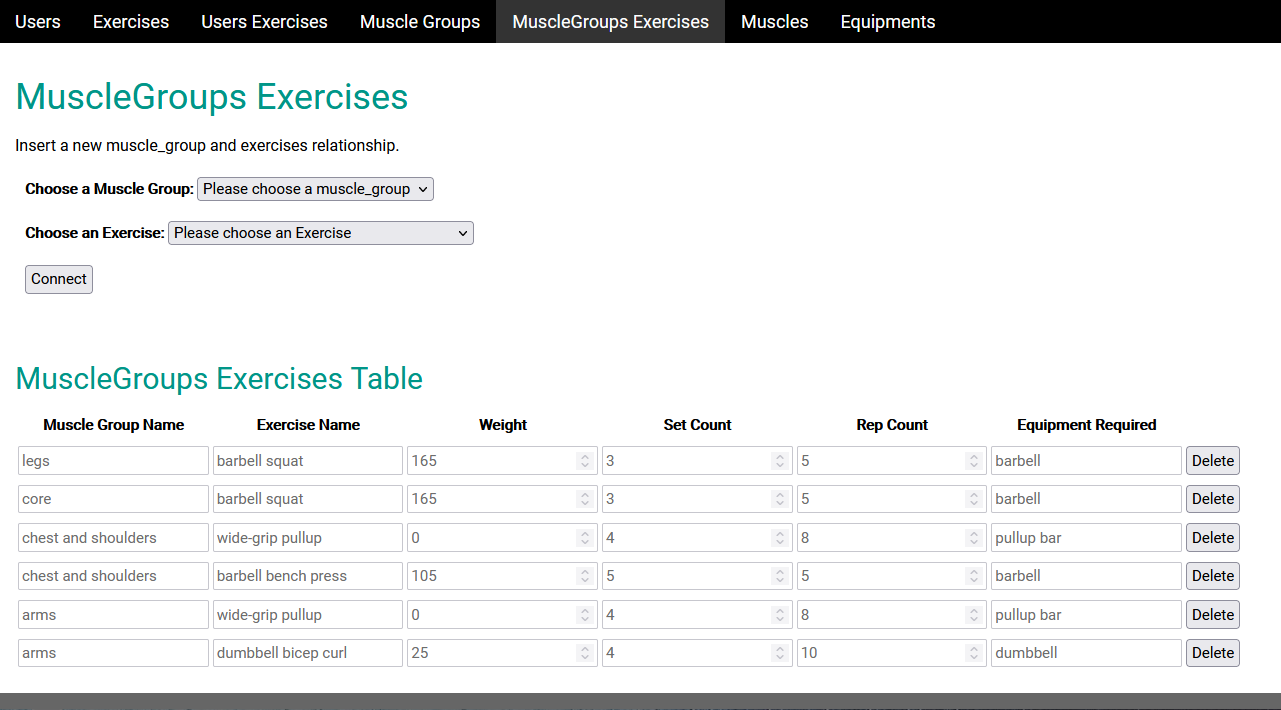 Users Exercises Users Exercises Muscle Groups MuscleGroups Exercises Muscles Equipments
MuscleGroups Exercises
Insert a new muscle_group and exercises relationship.
Choose a Muscle Group: Please choose a muscle_group
Choose an Exercise: Please choose an Exercise
Connect
MuscleGroups Exercises Table
Muscle Group Name Exercise Name Weight Set Count Rep Count Equipment Required
legs barbell squat 165 3 5 barbell Delete
core barbell squat 165 3 5 barbell Delete
chest and shoulders wide-grip pullup 0 4 8 pullup bar Delete
chest and shoulders barbell bench press 105 5 5 barbell Delete
arms wide-grip pullup 0 4 8 pullup bar Delete
arms dumbbell bicep curl 25 4 10 dumbbell Delete